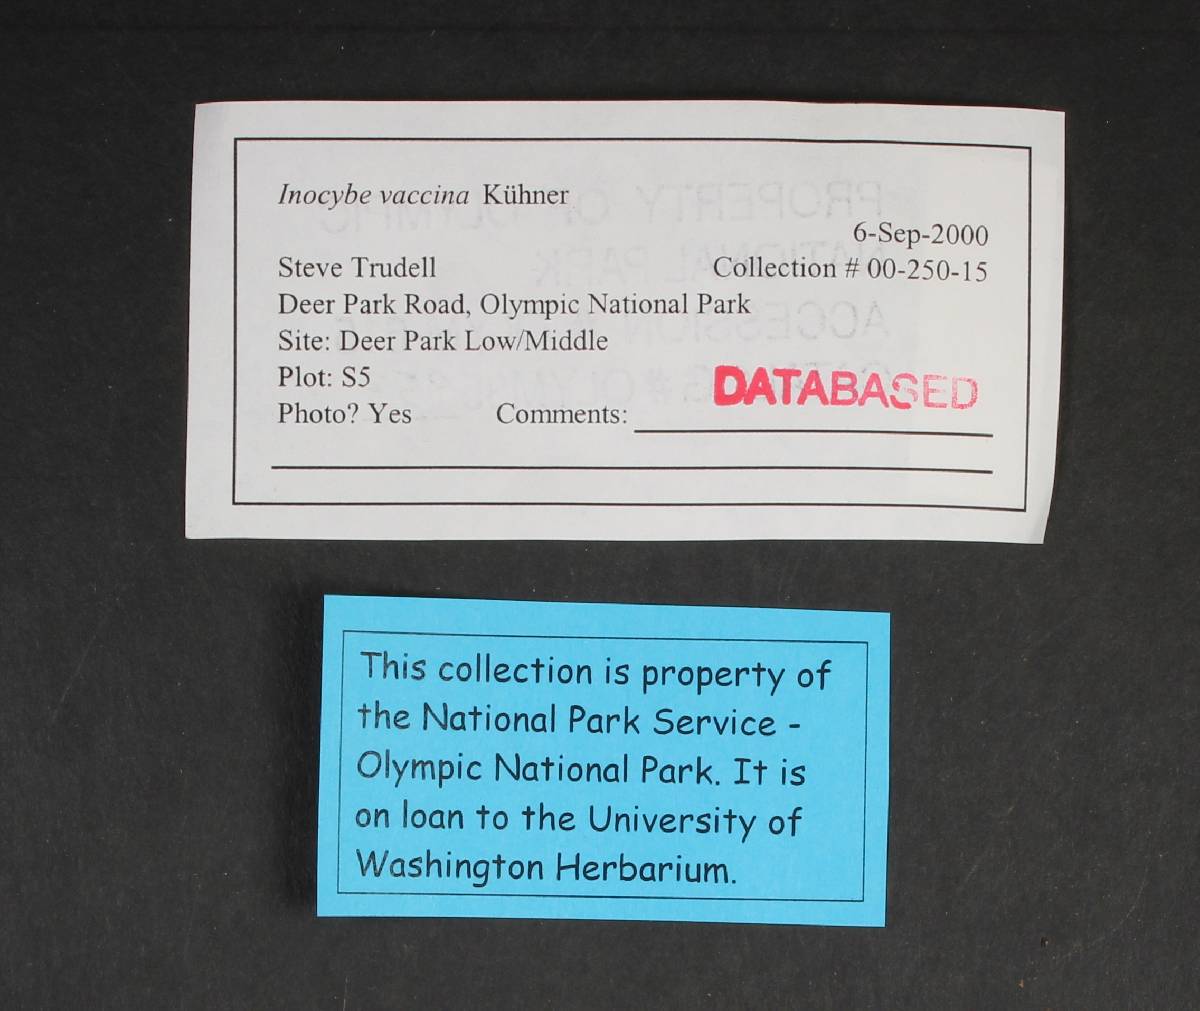 Inocybe vaccina Kühner
6-Sep-2000
Steve Trudell Collection # 00-250-15
Deer Park Road, Olympic National Park
Site: Deer Park Low/Middle
Plot: S5
DATABASED
Photo? Yes Comments:
This collection is property of
the National Park Service -
Olympic National Park. It is
on loan to the University of
Washington Herbarium.